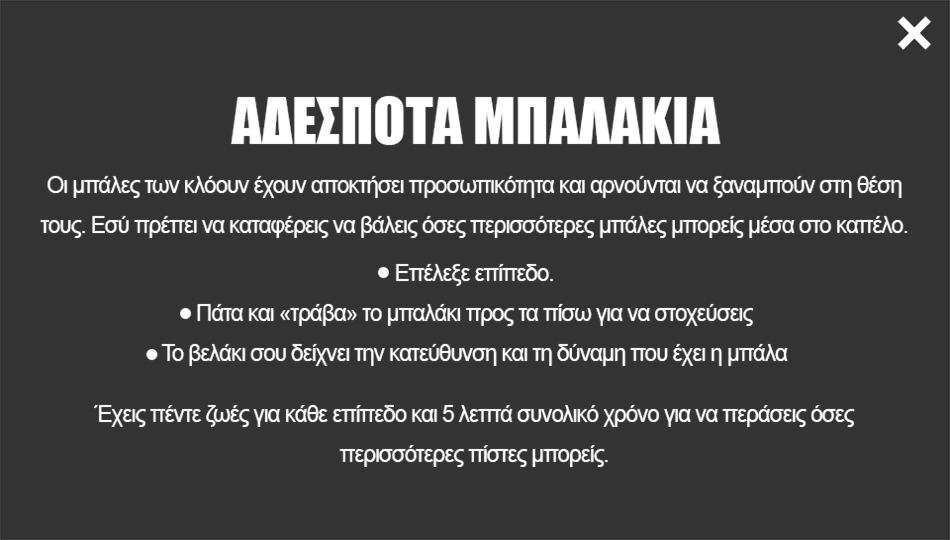 ΑΔΕΣΠΟΤΑ ΜΠΑΛΑΚΙΑ
Οι μπάλες των κλόουν έχουν αποκτήσει προσωπικότητα και αρνούνται να ξαναμπούν στη θέση
τους. Εσύ πρέπει να καταφέρεις να βάλεις όσες περισσότερες μπάλες μπορείς μέσα στο καπέλο.
● Επέλεξε επίπεδο.
● Πάτα και «τράβα» το μπαλάκι προς τα πίσω για να στοχεύσεις
● Το βελάκι σου δείχνει την κατεύθυνση και τη δύναμη που έχει η μπάλα
Έχεις πέντε ζωές για κάθε επίπεδο και 5 λεπτά συνολικό χρόνο για να περάσεις όσες
περισσότερες πίστες μπορείς.